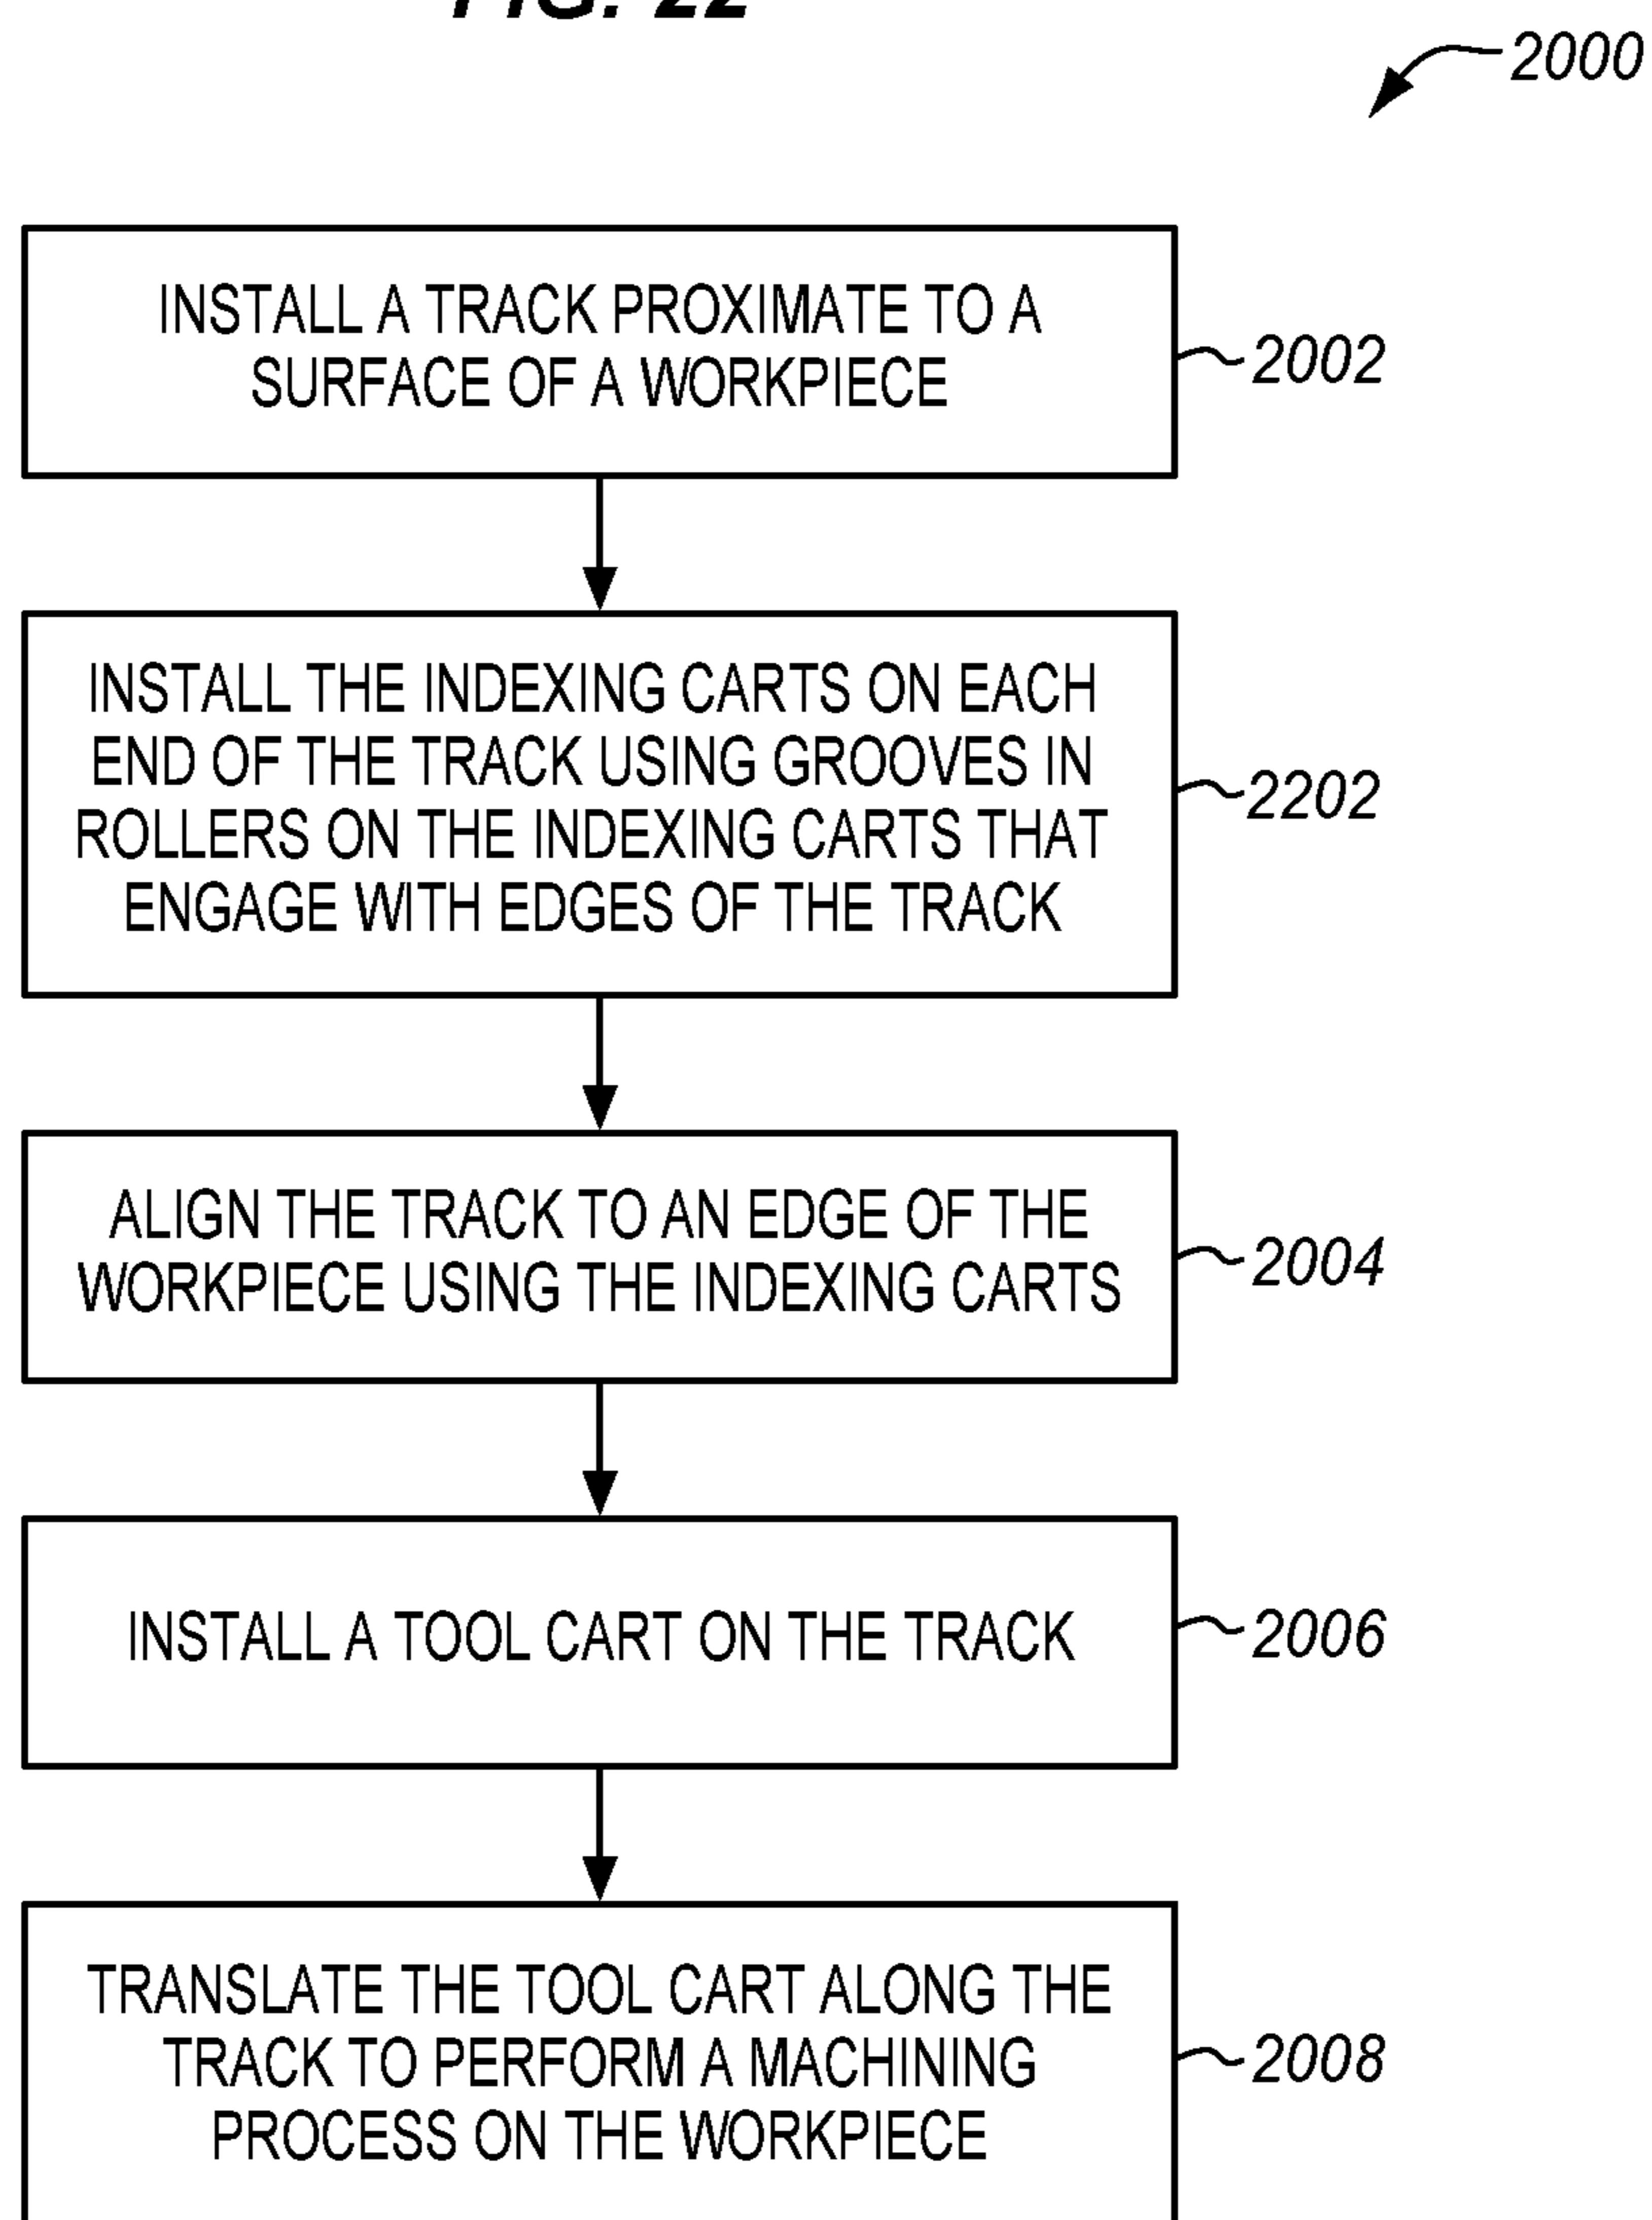 FIG. 22
2000
INSTALL A TRACK PROXIMATE TO A
SURFACE OF A WORKPIECE
2002
INSTALL THE INDEXING CARTS ON EACH
END OF THE TRACK USING GROOVES IN
ROLLERS ON THE INDEXING CARTS THAT
ENGAGE WITH EDGES OF THE TRACK
2202
ALIGN THE TRACK TO AN EDGE OF THE
WORKPIECE USING THE INDEXING CARTS
2004
INSTALL A TOOL CART ON THE TRACK
2006
TRANSLATE THE TOOL CART ALONG THE
TRACK TO PERFORM A MACHINING
PROCESS ON THE WORKPIECE
2008